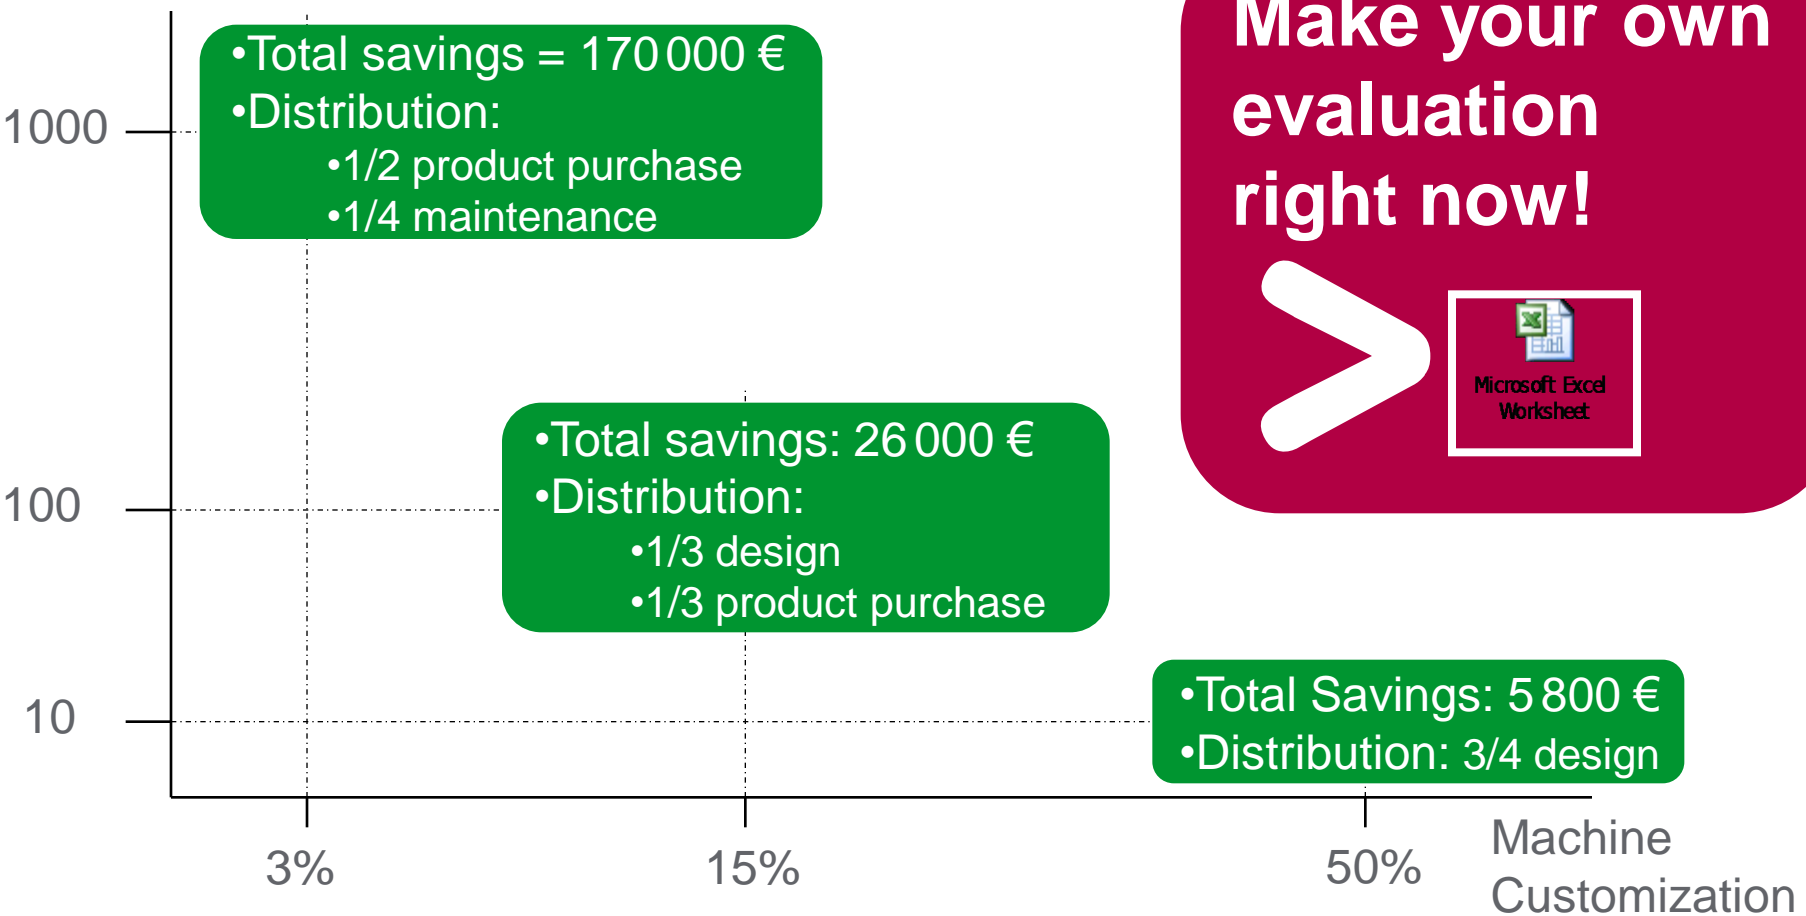 Make your own
evaluation
right now!
Microsoft Excel
Worksheet
1000
•Total savings = 170 000 €
•Distribution:
•1/2 product purchase
•1/4 maintenance
100
•Total savings: 26 000 €
•Distribution:
•1/3 design
•1/3 product purchase
10
•Total Savings: 5 800 €
•Distribution: 3/4 design
3%
15%
50%
Machine
Customization